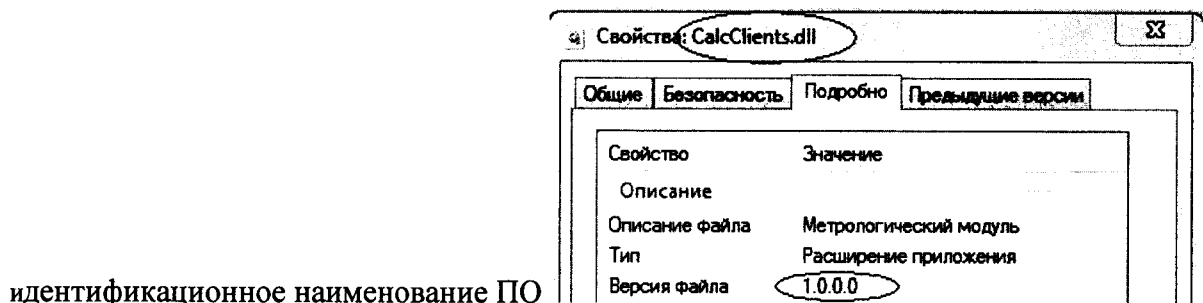 Свойства: CalcClients.dll
Общие Безопасность Подробно Предыдущие версии
Свойство Значение
Описание
Описание файла Метрологический модуль
Тип Расширение приложения
идентификационное наименование ПО Версия файла 1.0.0.0